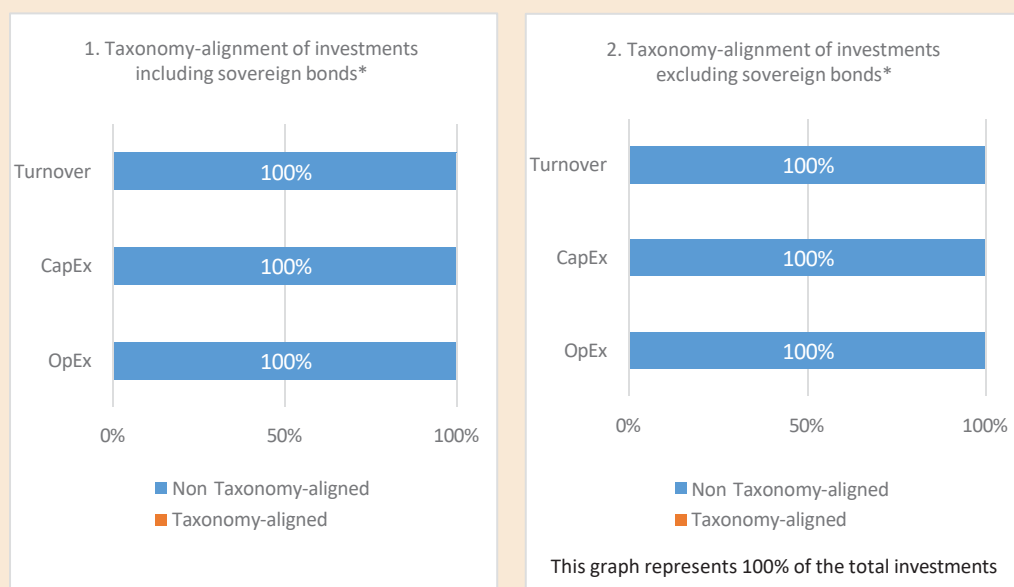 1. Taxonomy-alignment of investments
including sovereign bonds*
Turnover
100%
CapEx
100%
OpEx
100%
0%
50%
100%
Non Taxonomy-aligned
Taxonomy-aligned
2. Taxonomy-alignment of investments
excluding sovereign bonds*
Turnover
100%
CapEx
100%
OpEx
100%
0%
50%
100%
Non Taxonomy-aligned
Taxonomy-aligned
This graph represents 100% of the total investments